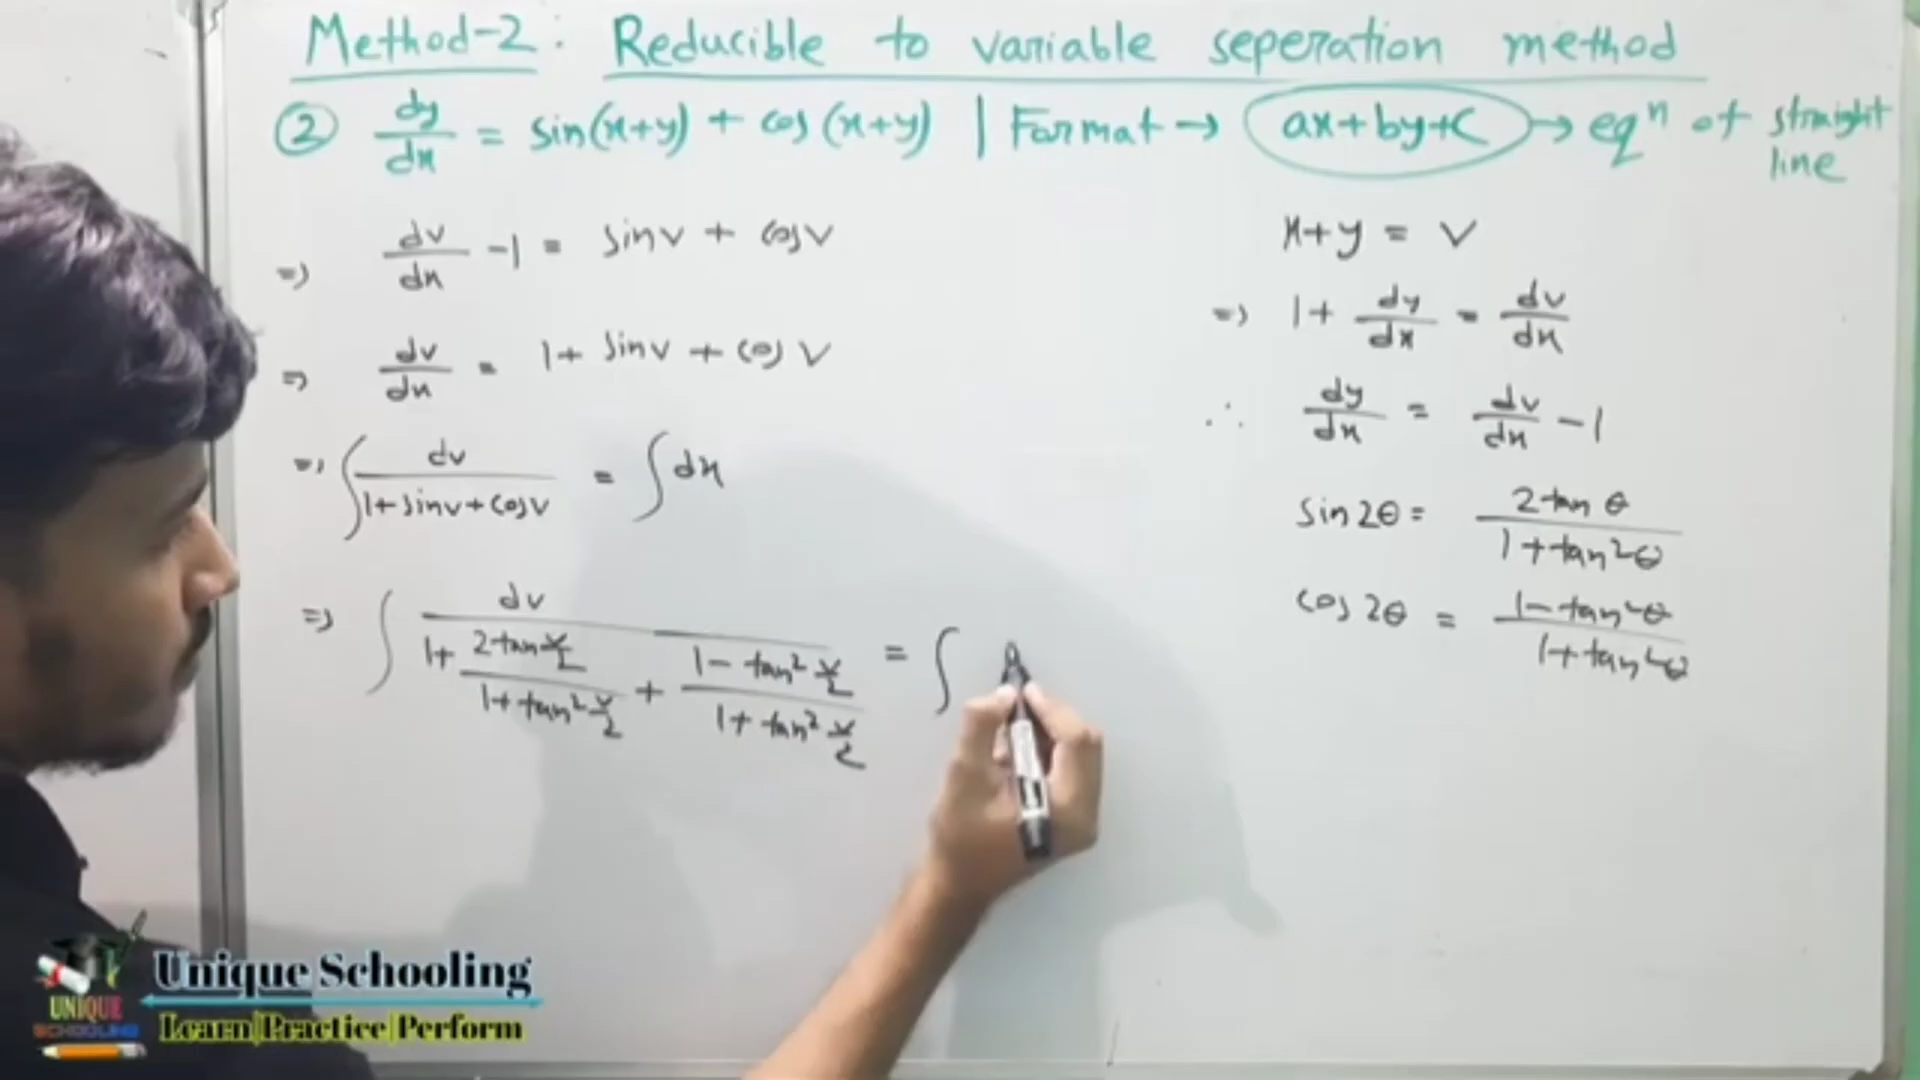 Method-2: Reducible to variable seperation method
② dy/dx = sin(x+y) + cos(x+y) | Format → ax+by+c → eqⁿ of straight line
⇒ dv/dx - 1 = sinv + cosv
⇒ dv/dx = 1 + sinv + cosv
⇒ ∫ dv/(1+sinv+cosv) = ∫dx
⇒ ∫ dv/(1 + (2tan v/2)/(1+tan² v/2) + (1-tan² v/2)/(1+tan² v/2)) = ∫
x+y = v
⇒ 1 + dy/dx = dv/dx
∴ dy/dx = dv/dx - 1
sin2θ = 2tanθ/(1+tan²θ)
cos2θ = (1-tan²θ)/(1+tan²θ)
UNIQUE
SCHOOLING
Unique Schooling
Learn|Practice|Perform